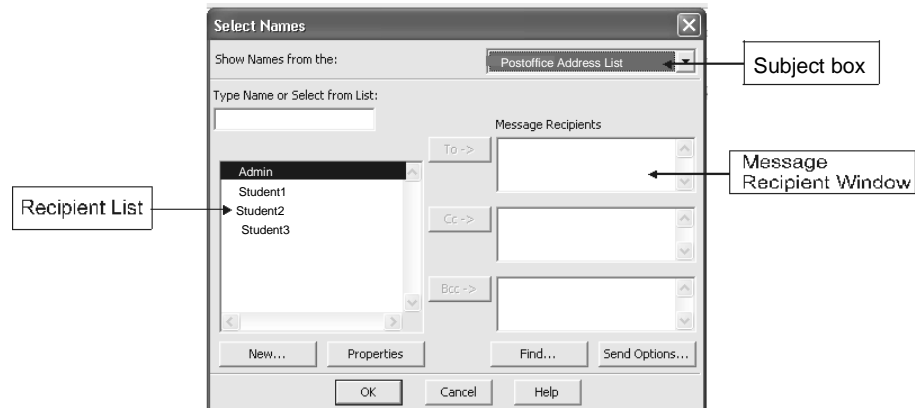 Select Names
Show Names from the:
Postoffice Address List
Subject box
Type Name or Select from List:
Message Recipients
To ->
Admin
Student1
Student2
Student3
Recipient List
Message
Recipient Window
Cc ->
Bcc ->
New...
Properties
Find...
Send Options...
OK
Cancel
Help